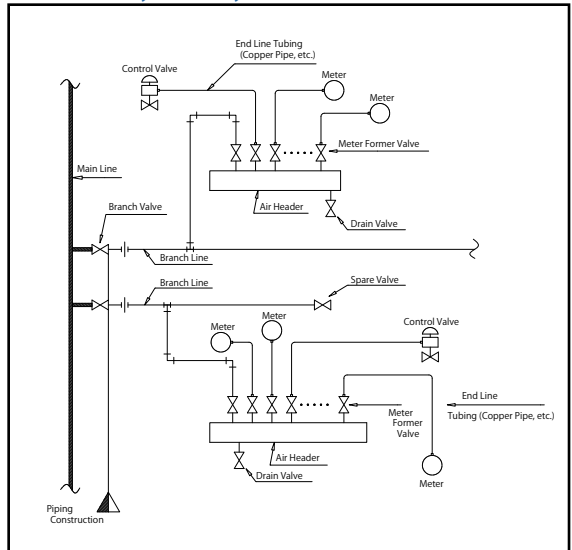 End Line Tubing
(Copper Pipe, etc.)
Control Valve
Meter
Meter
Meter Former Valve
Main Line
Air Header
Branch Valve
Drain Valve
Branch Line
Branch Line
Spare Valve
Meter
Meter
Control Valve
End Line
Tubing (Copper Pipe, etc.)
Meter
Former
Valve
Air Header
Drain Valve
Meter
Piping
Construction